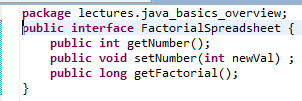 package lectures.java_basics_overview;
public interface FactorialSpreadsheet {
    public int getNumber();
    public void setNumber(int newVal) ;
    public long getFactorial();
}